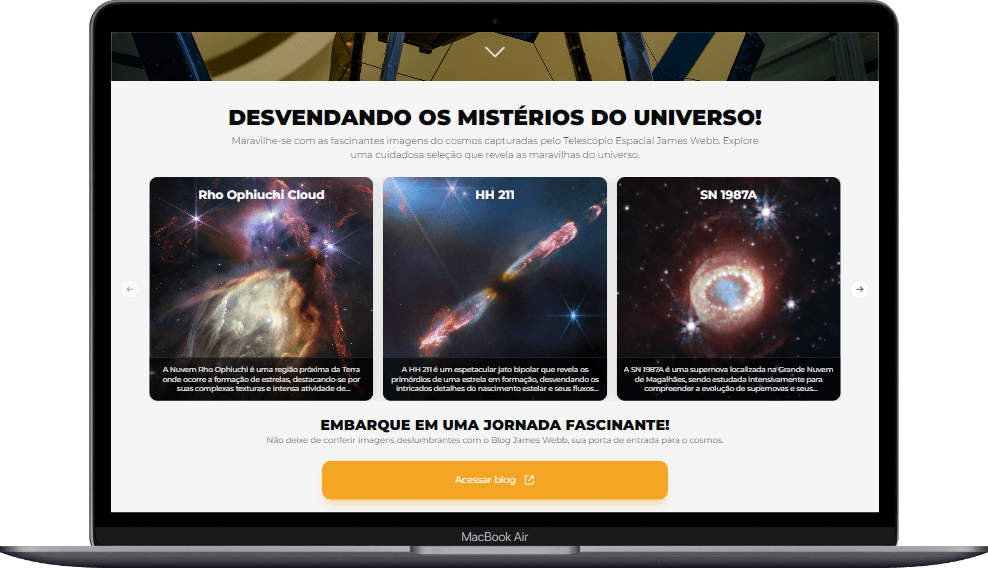 DESVENDANDO OS MISTÉRIOS DO UNIVERSO!
Maravilhe-se com as fascinantes imagens do cosmos capturadas pelo Telescópio Espacial James Webb. Explore
uma cuidadosa seleção que revela as maravilhas do universo.
Rho Ophiuchi Cloud
A Nuvem Rho Ophiuchi é uma região próxima da Terra
onde ocorre a formação de estrelas, destacando-se por
suas complexas texturas e intensa atividade de...
HH 211
A HH 211 é um espetacular jato bipolar que revela os
primórdios de uma estrela em formação, desvendando os
intricados detalhes do nascimento estelar e seus fluxos...
SN 1987A
A SN 1987A é uma supernova localizada na Grande Nuvem
de Magalhães, sendo estudada intensivamente para
compreender a evolução de supernovas e seus...
EMBARQUE EM UMA JORNADA FASCINANTE!
Não deixe de conferir imagens deslumbrantes com o Blog James Webb, sua porta de entrada para o cosmos.
Acessar blog
MacBook Air